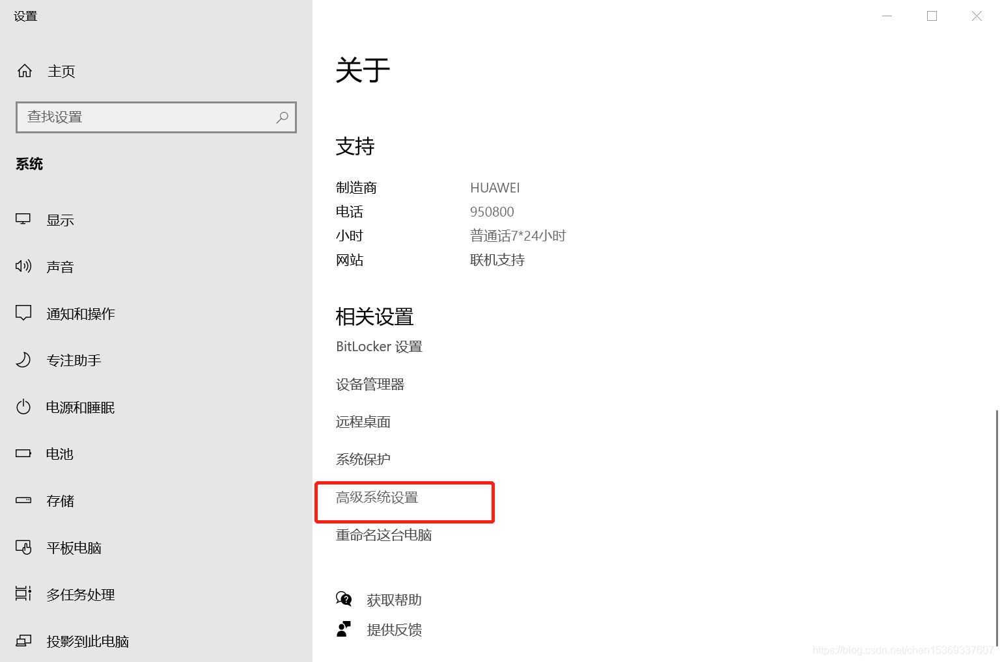 设置
主页
查找设置
系统
显示
声音
通知和操作
专注助手
电源和睡眠
电池
存储
平板电脑
多任务处理
投影到此电脑
关于
支持
制造商 HUAWEI
电话 950800
小时 普通话7*24小时
网站 联机支持
相关设置
BitLocker 设置
设备管理器
远程桌面
系统保护
高级系统设置
重命名这台电脑
获取帮助
提供反馈
https://blog.csdn.net/chen15369337607